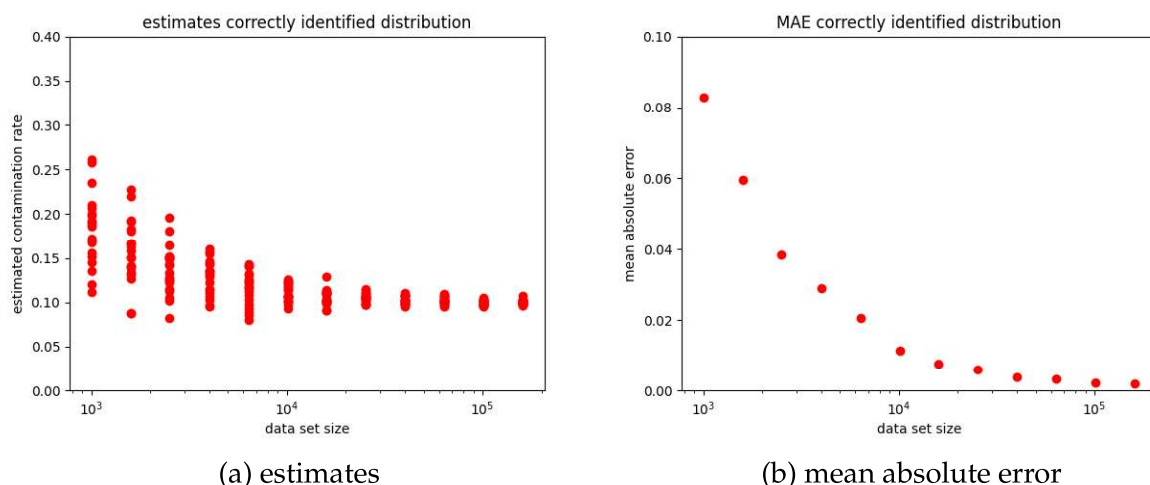 estimates correctly identified distribution
0.40
0.35
0.30
0.25
0.20
0.15
0.10
0.05
0.00
estimated contamination rate
10³
10⁴
10⁵
data set size
(a) estimates
MAE correctly identified distribution
0.10
0.08
0.06
0.04
0.02
0.00
mean absolute error
10³
10⁴
10⁵
data set size
(b) mean absolute error